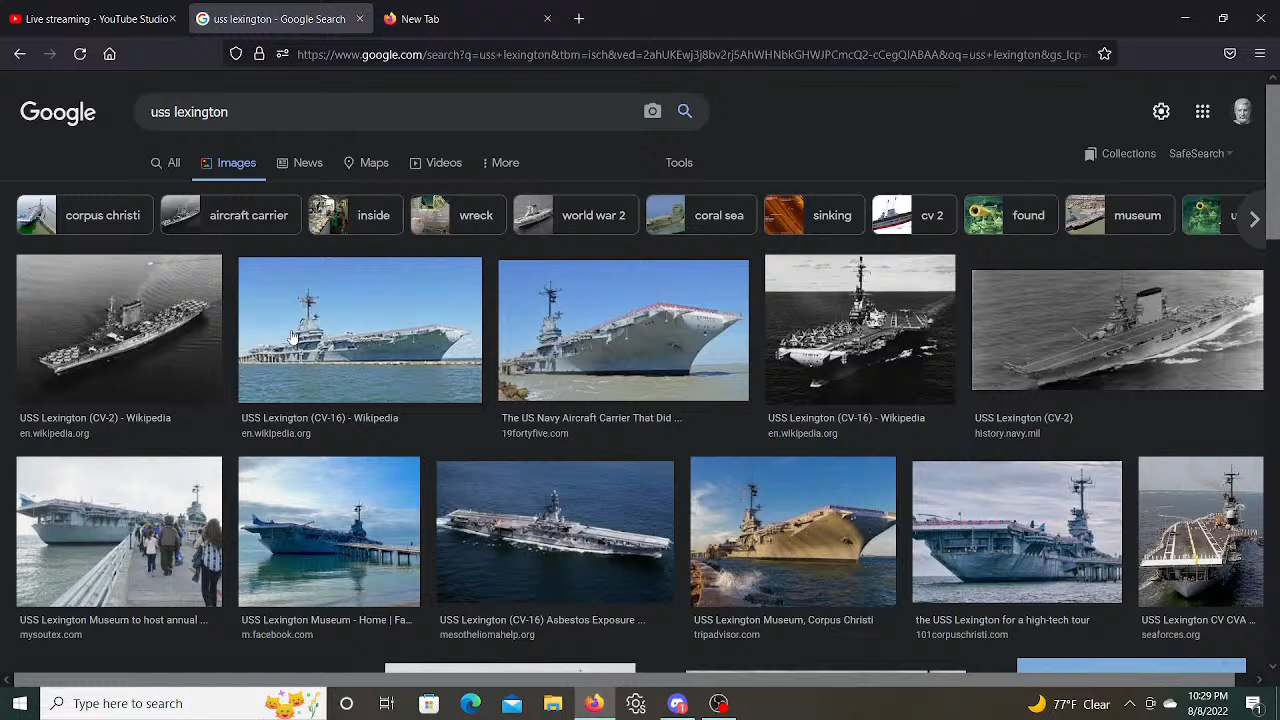 Live streaming - YouTube Studio
uss lexington - Google Search
New Tab
https://www.google.com/search?q=uss+lexington&tbm=isch&ved=2ahUKEwj3j8bv2rj5AhWHNbkGHWJPCmcQ2-cCegQIABAA&oq=uss+lexington&gs_lcp=
Google
uss lexington
All
Images
News
Maps
Videos
More
Tools
Collections
SafeSearch
corpus christi
aircraft carrier
inside
wreck
world war 2
coral sea
sinking
cv 2
found
museum
u
USS Lexington (CV-2) - Wikipedia
en.wikipedia.org
USS Lexington (CV-16) - Wikipedia
en.wikipedia.org
The US Navy Aircraft Carrier That Did ...
19fortyfive.com
USS Lexington (CV-16) - Wikipedia
en.wikipedia.org
USS Lexington (CV-2)
history.navy.mil
USS Lexington Museum to host annual ...
mysoutex.com
USS Lexington Museum - Home | Fa...
m.facebook.com
USS Lexington (CV-16) Asbestos Exposure ...
mesotheliomahelp.org
USS Lexington Museum, Corpus Christi
tripadvisor.com
the USS Lexington for a high-tech tour
101corpuschristi.com
USS Lexington CV CVA ...
seaforces.org
Type here to search
77°F Clear
10:29 PM
8/8/2022